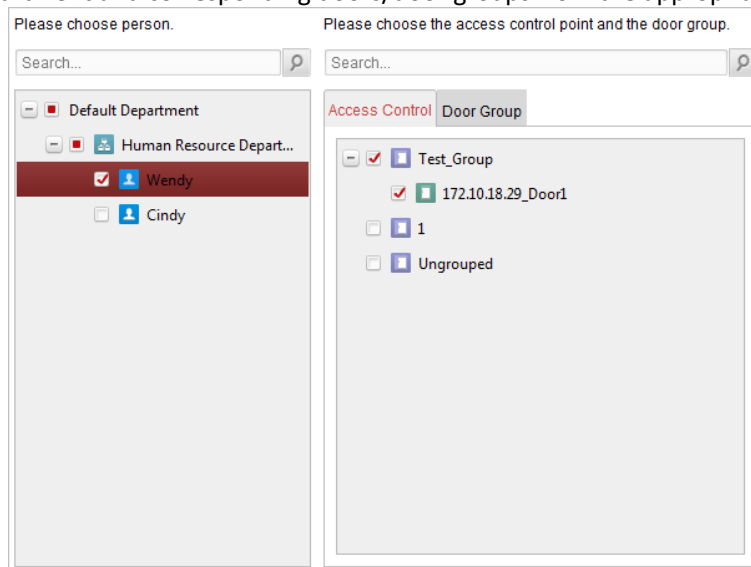 Please choose person.
Search...
Default Department
Human Resource Depart...
Wendy
Cindy
Please choose the access control point and the door group.
Search...
Access Control
Door Group
Test_Group
172.10.18.29_Door1
1
Ungrouped